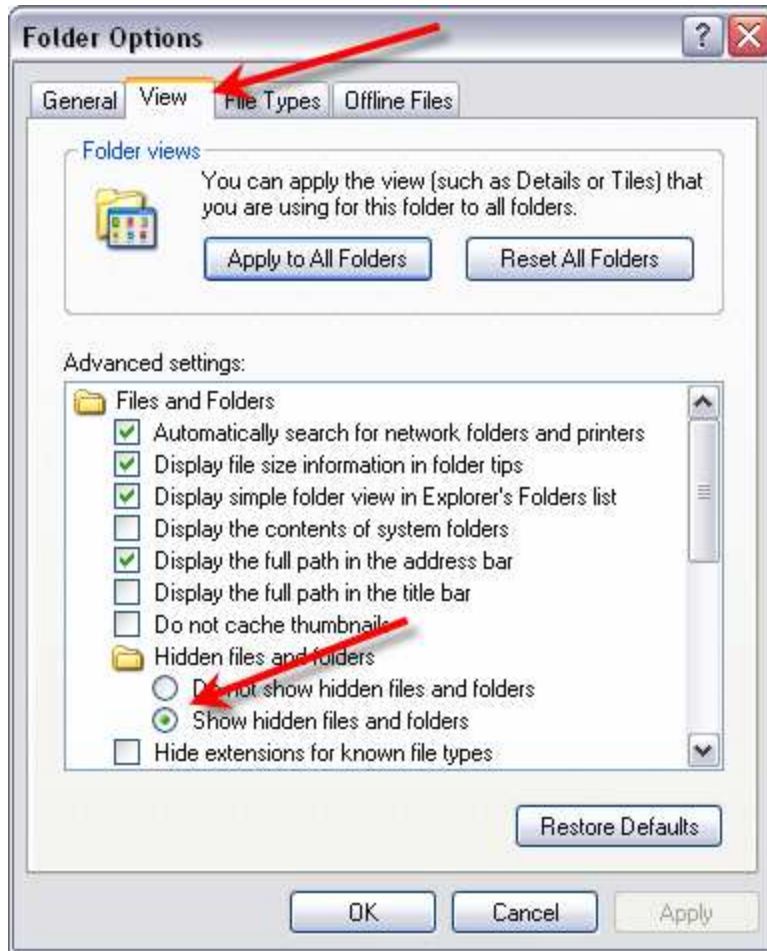 Folder Options
General View File Types Offline Files
Folder views
You can apply the view (such as Details or Tiles) that
you are using for this folder to all folders.
Apply to All Folders Reset All Folders
Advanced settings:
Files and Folders
Automatically search for network folders and printers
Display file size information in folder tips
Display simple folder view in Explorer's Folders list
Display the contents of system folders
Display the full path in the address bar
Display the full path in the title bar
Do not cache thumbnails
Hidden files and folders
Do not show hidden files and folders
Show hidden files and folders
Hide extensions for known file types
Restore Defaults
OK Cancel Apply